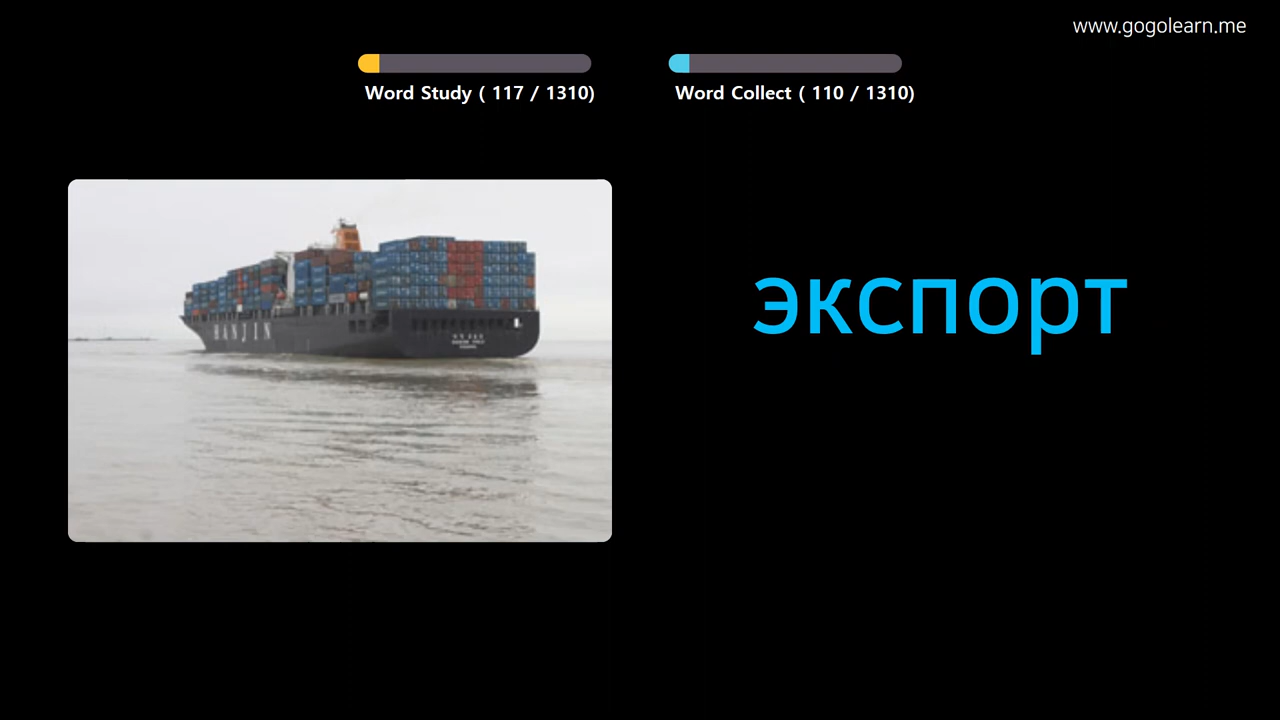 www.gogolearn.me
Word Study ( 117 / 1310)
Word Collect ( 110 / 1310)
экспорт
HANJIN